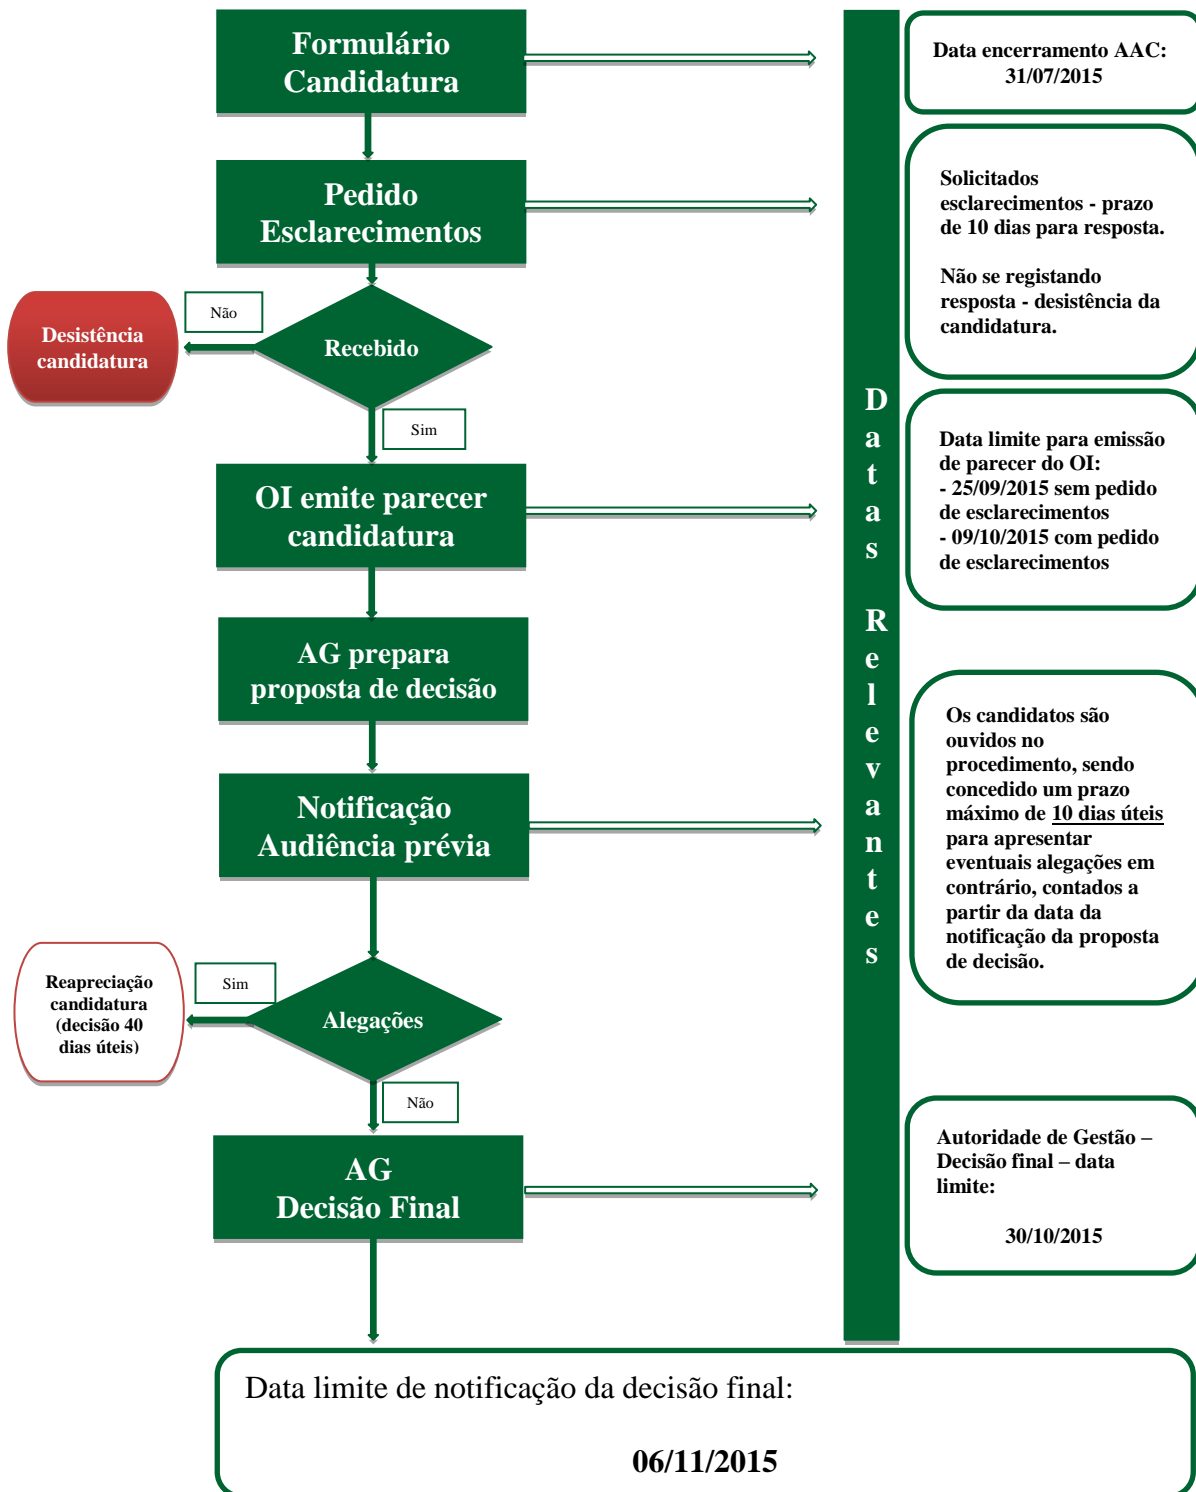 Formulário
Candidatura
Data encerramento AAC:
31/07/2015
Pedido
Esclarecimentos
Solicitados
esclarecimentos - prazo
de 10 dias para resposta.
Não se registando
resposta - desistência da
candidatura.
Não
Desistência
candidatura
Recebido
Sim
OI emite parecer
candidatura
Data limite para emissão
de parecer do OI:
- 25/09/2015 sem pedido
de esclarecimentos
- 09/10/2015 com pedido
de esclarecimentos
Datas Relevantes
AG prepara
proposta de decisão
Notificação
Audiência prévia
Os candidatos são
ouvidos no
procedimento, sendo
concedido um prazo
máximo de 10 dias úteis
para apresentar
eventuais alegações em
contrário, contados a
partir da data da
notificação da proposta
de decisão.
Sim
Reapreciação
candidatura
(decisão 40
dias úteis)
Alegações
Não
AG
Decisão Final
Autoridade de Gestão –
Decisão final – data
limite:
30/10/2015
Data limite de notificação da decisão final:
06/11/2015